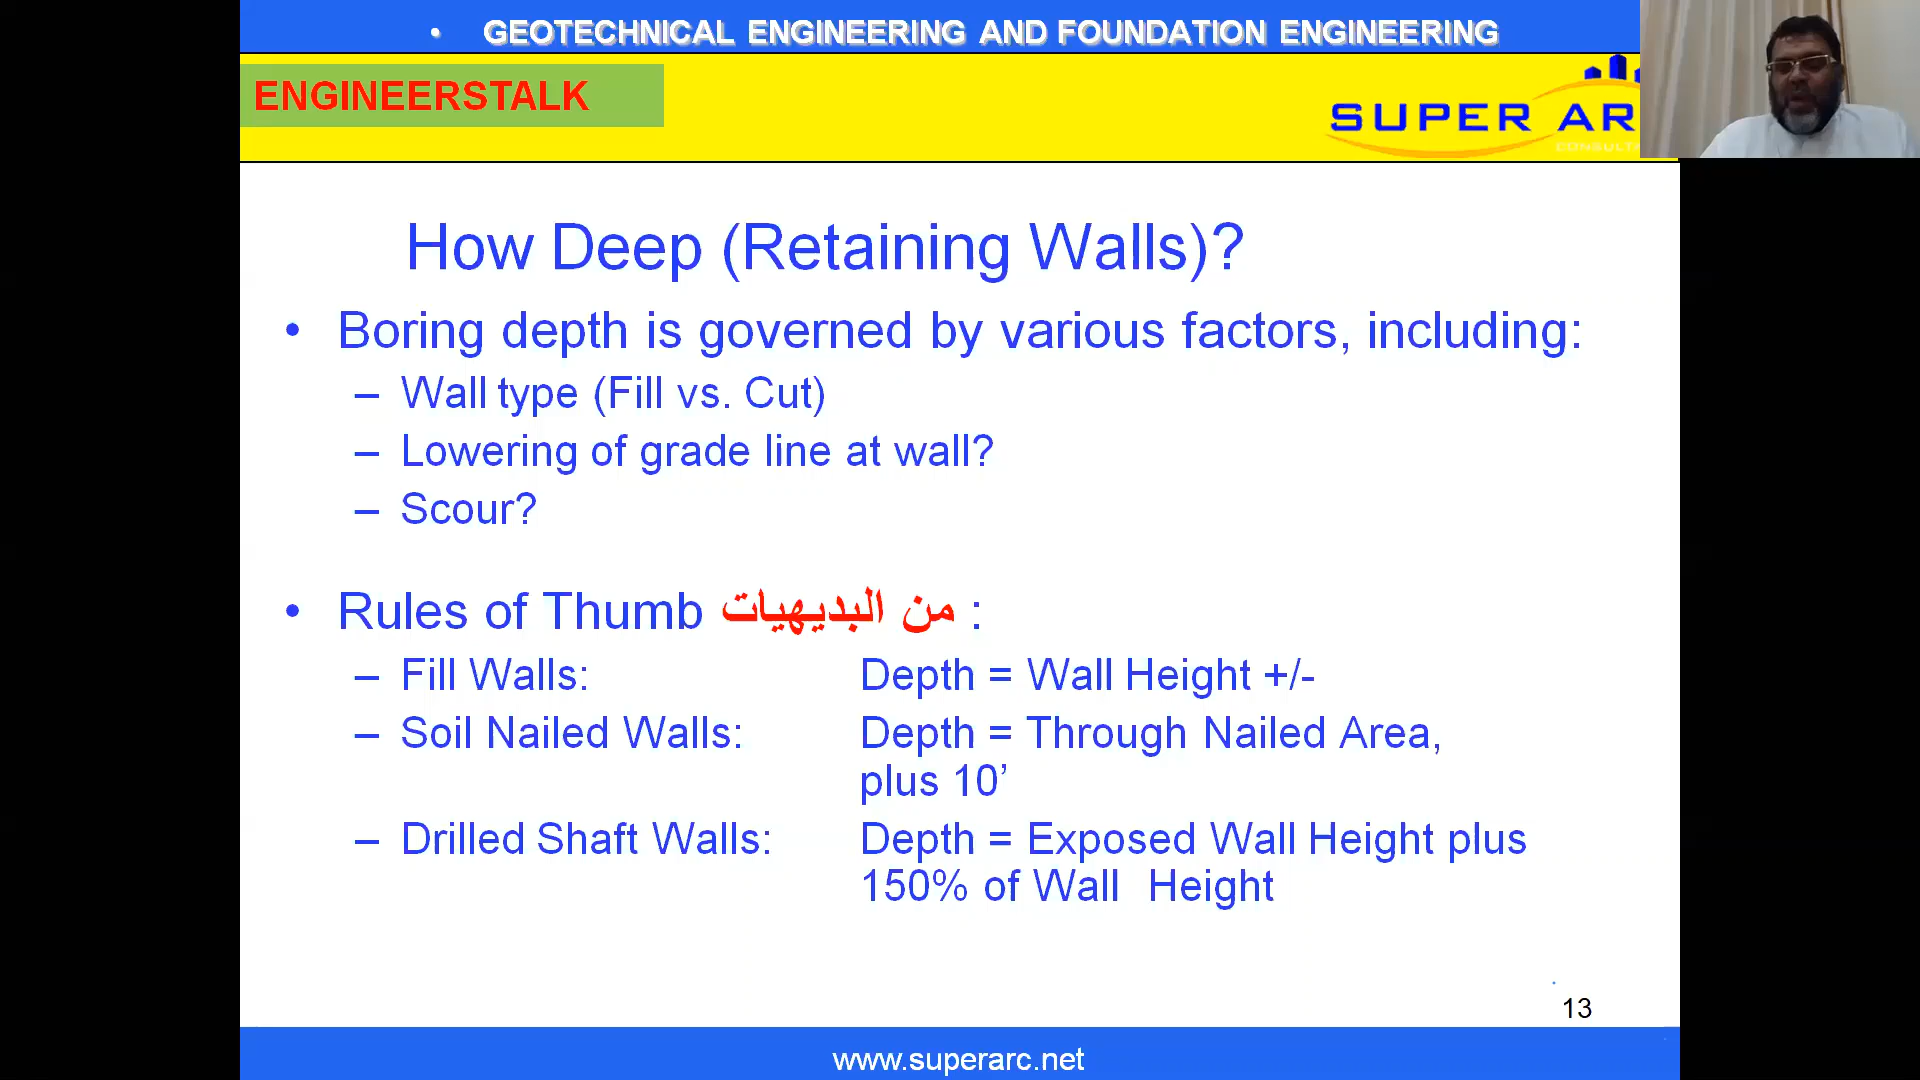 • GEOTECHNICAL ENGINEERING AND FOUNDATION ENGINEERING
ENGINEERSTALK
SUPER ARC
How Deep (Retaining Walls)?
• Boring depth is governed by various factors, including:
– Wall type (Fill vs. Cut)
– Lowering of grade line at wall?
– Scour?
• Rules of Thumb من البديهيات :
– Fill Walls: Depth = Wall Height +/-
– Soil Nailed Walls: Depth = Through Nailed Area,
plus 10’
– Drilled Shaft Walls: Depth = Exposed Wall Height plus
150% of Wall Height
13
www.superarc.net